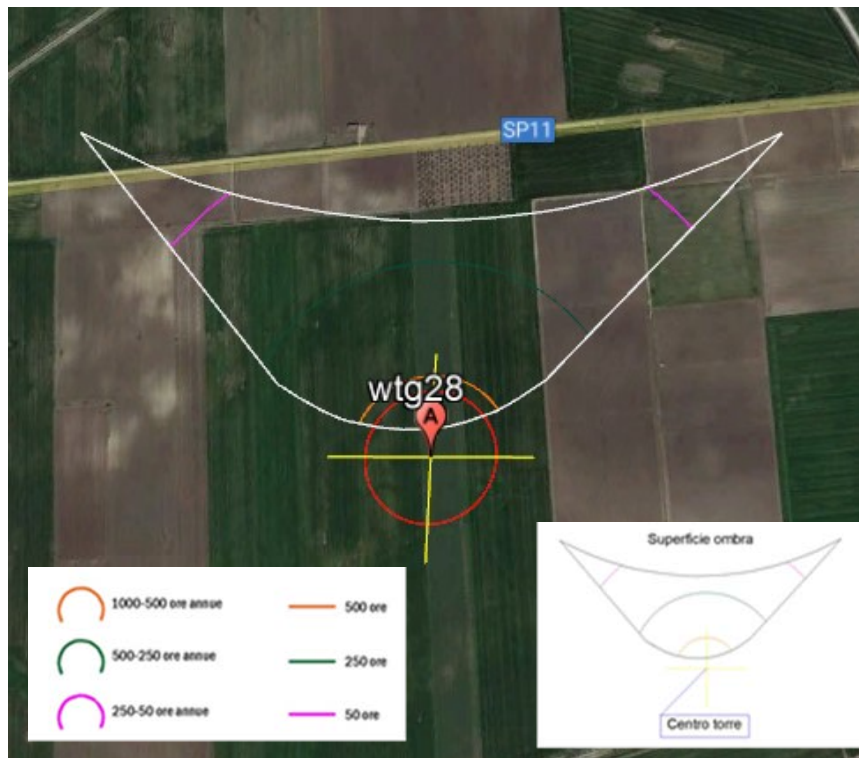 SP11
wtg28
A
1000-500 ore annue
500 ore
500-250 ore annue
250 ore
250-50 ore annue
50 ore
Superficie ombra
Centro torre